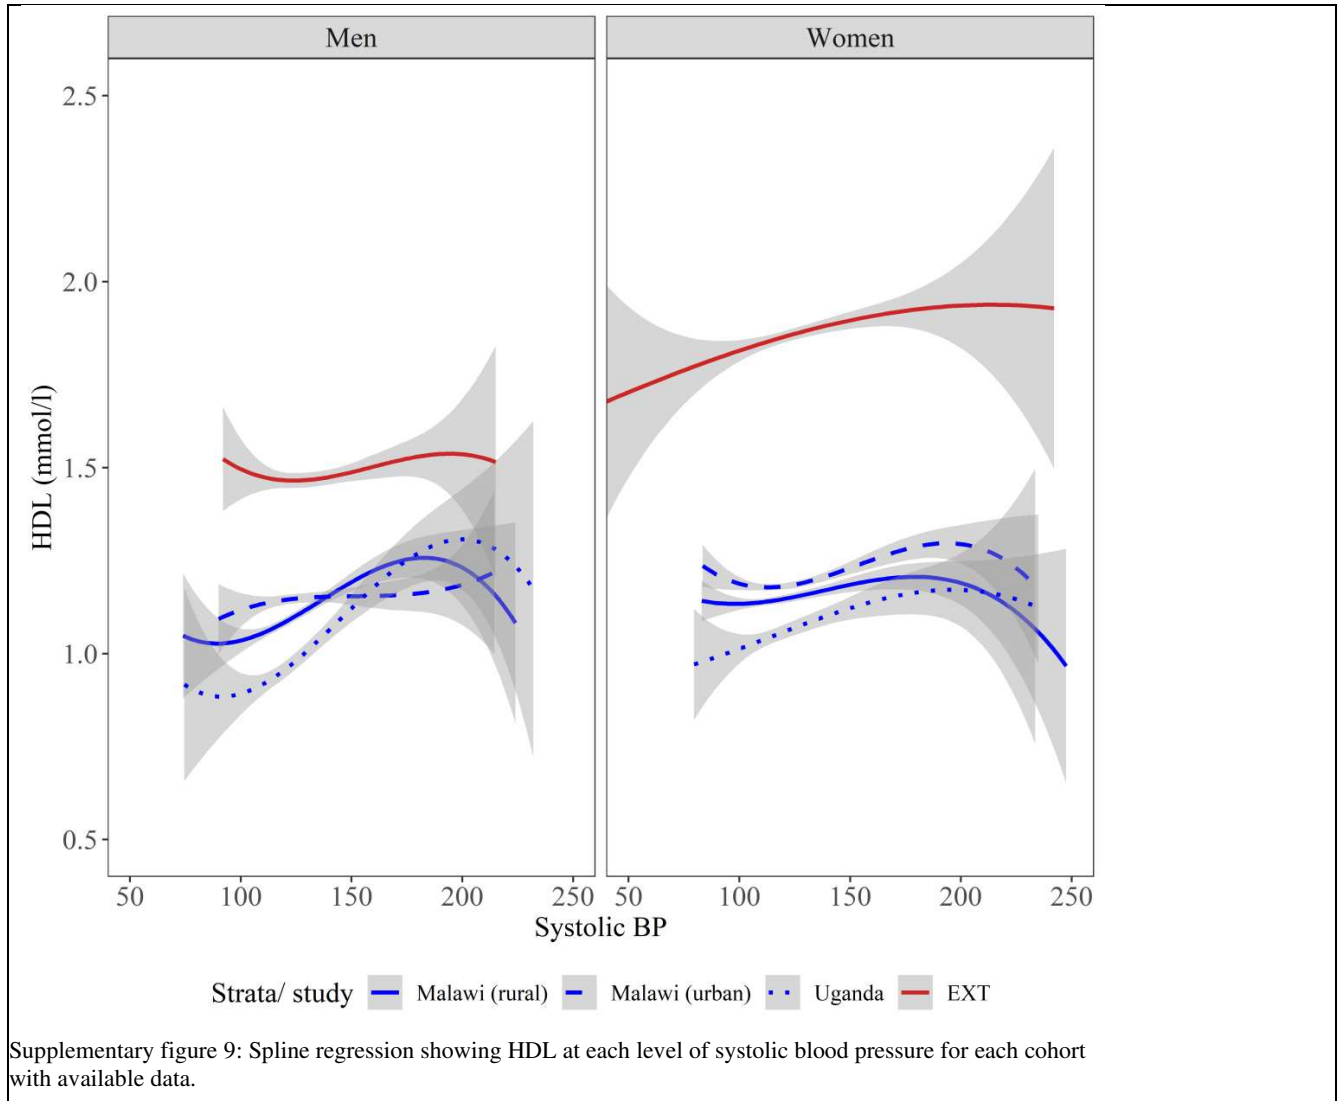 Men Women
2.5
2.0
1.5
1.0
0.5
HDL (mmol/l)
50 100 150 200 250 50 100 150 200 250
Systolic BP
Strata/ study Malawi (rural) Malawi (urban) Uganda EXT
Supplementary figure 9: Spline regression showing HDL at each level of systolic blood pressure for each cohort
with available data.